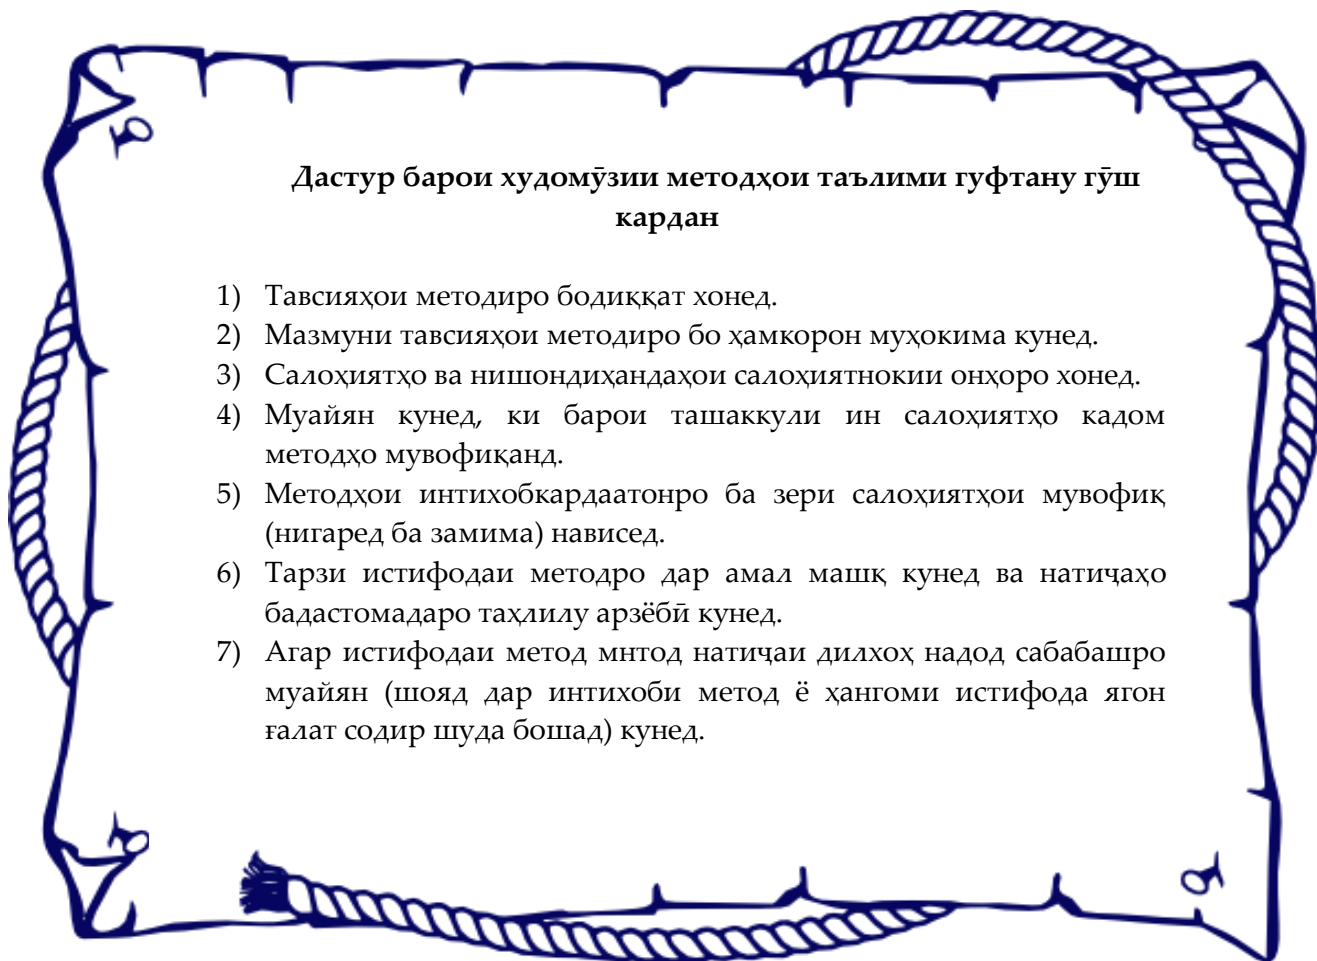 Дастур барои худомӯзии методҳои таълими гуфтану гӯш
кардан
1) Тавсияҳои методиро бодиққат хонед.
2) Мазмуни тавсияҳои методиро бо ҳамкорон муҳокима кунед.
3) Салоҳиятҳо ва нишондиҳандаҳои салоҳиятнокии онҳоро хонед.
4) Муайян кунед, ки барои ташаккули ин салоҳиятҳо кадом
методҳо мувофиқанд.
5) Методҳои интихобкардаатонро ба зери салоҳиятҳои мувофиқ
(нигаред ба замима) нависед.
6) Тарзи истифодаи методро дар амал машқ кунед ва натиҷаҳо
бадастомадаро таҳлилу арзёбӣ кунед.
7) Агар истифодаи метод мнтод натиҷаи дилхоҳ надод сабабашро
муайян (шояд дар интихоби метод ё ҳангоми истифода ягон
ғалат содир шуда бошад) кунед.